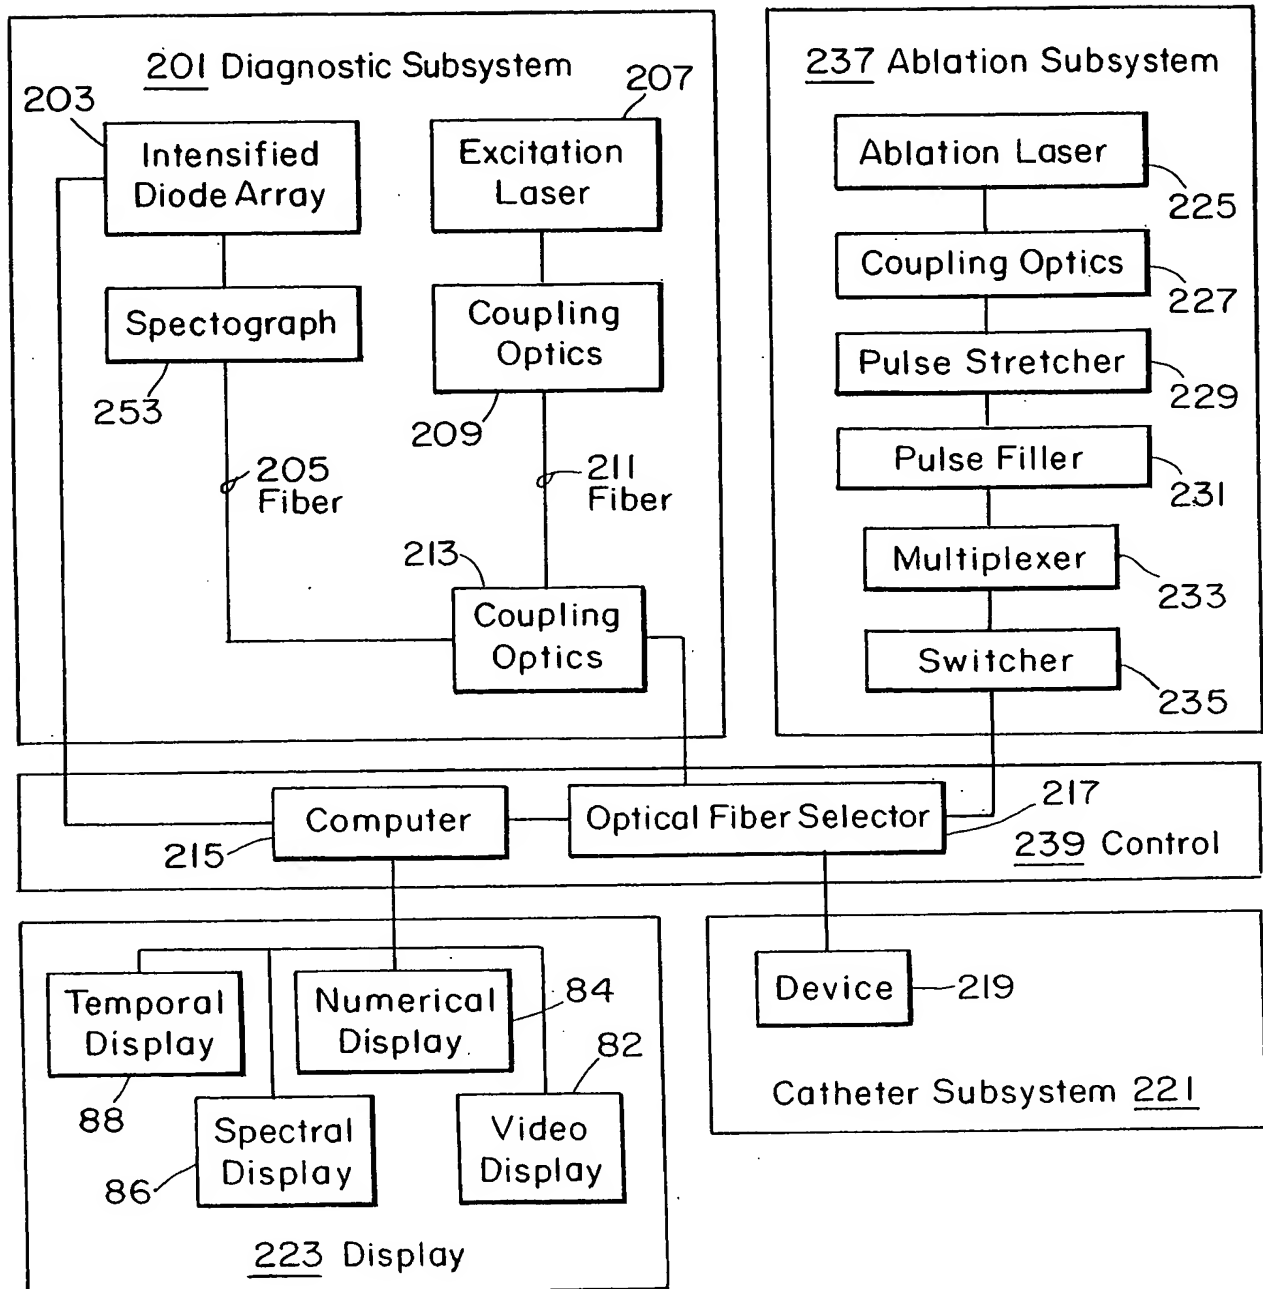 201 Diagnostic Subsystem
203
207
Intensified
Diode Array
Excitation
Laser
Spectograph
253
Coupling
Optics
209
205
Fiber
211
Fiber
213
Coupling
Optics
237 Ablation Subsystem
Ablation Laser
225
Coupling Optics
227
Pulse Stretcher
229
Pulse Filler
231
Multiplexer
233
Switcher
235
Computer
215
Optical Fiber Selector
217
239 Control
Temporal
Display
88
Numerical
Display
84
Spectral
Display
86
82
Video
Display
223 Display
Device
219
Catheter Subsystem 221